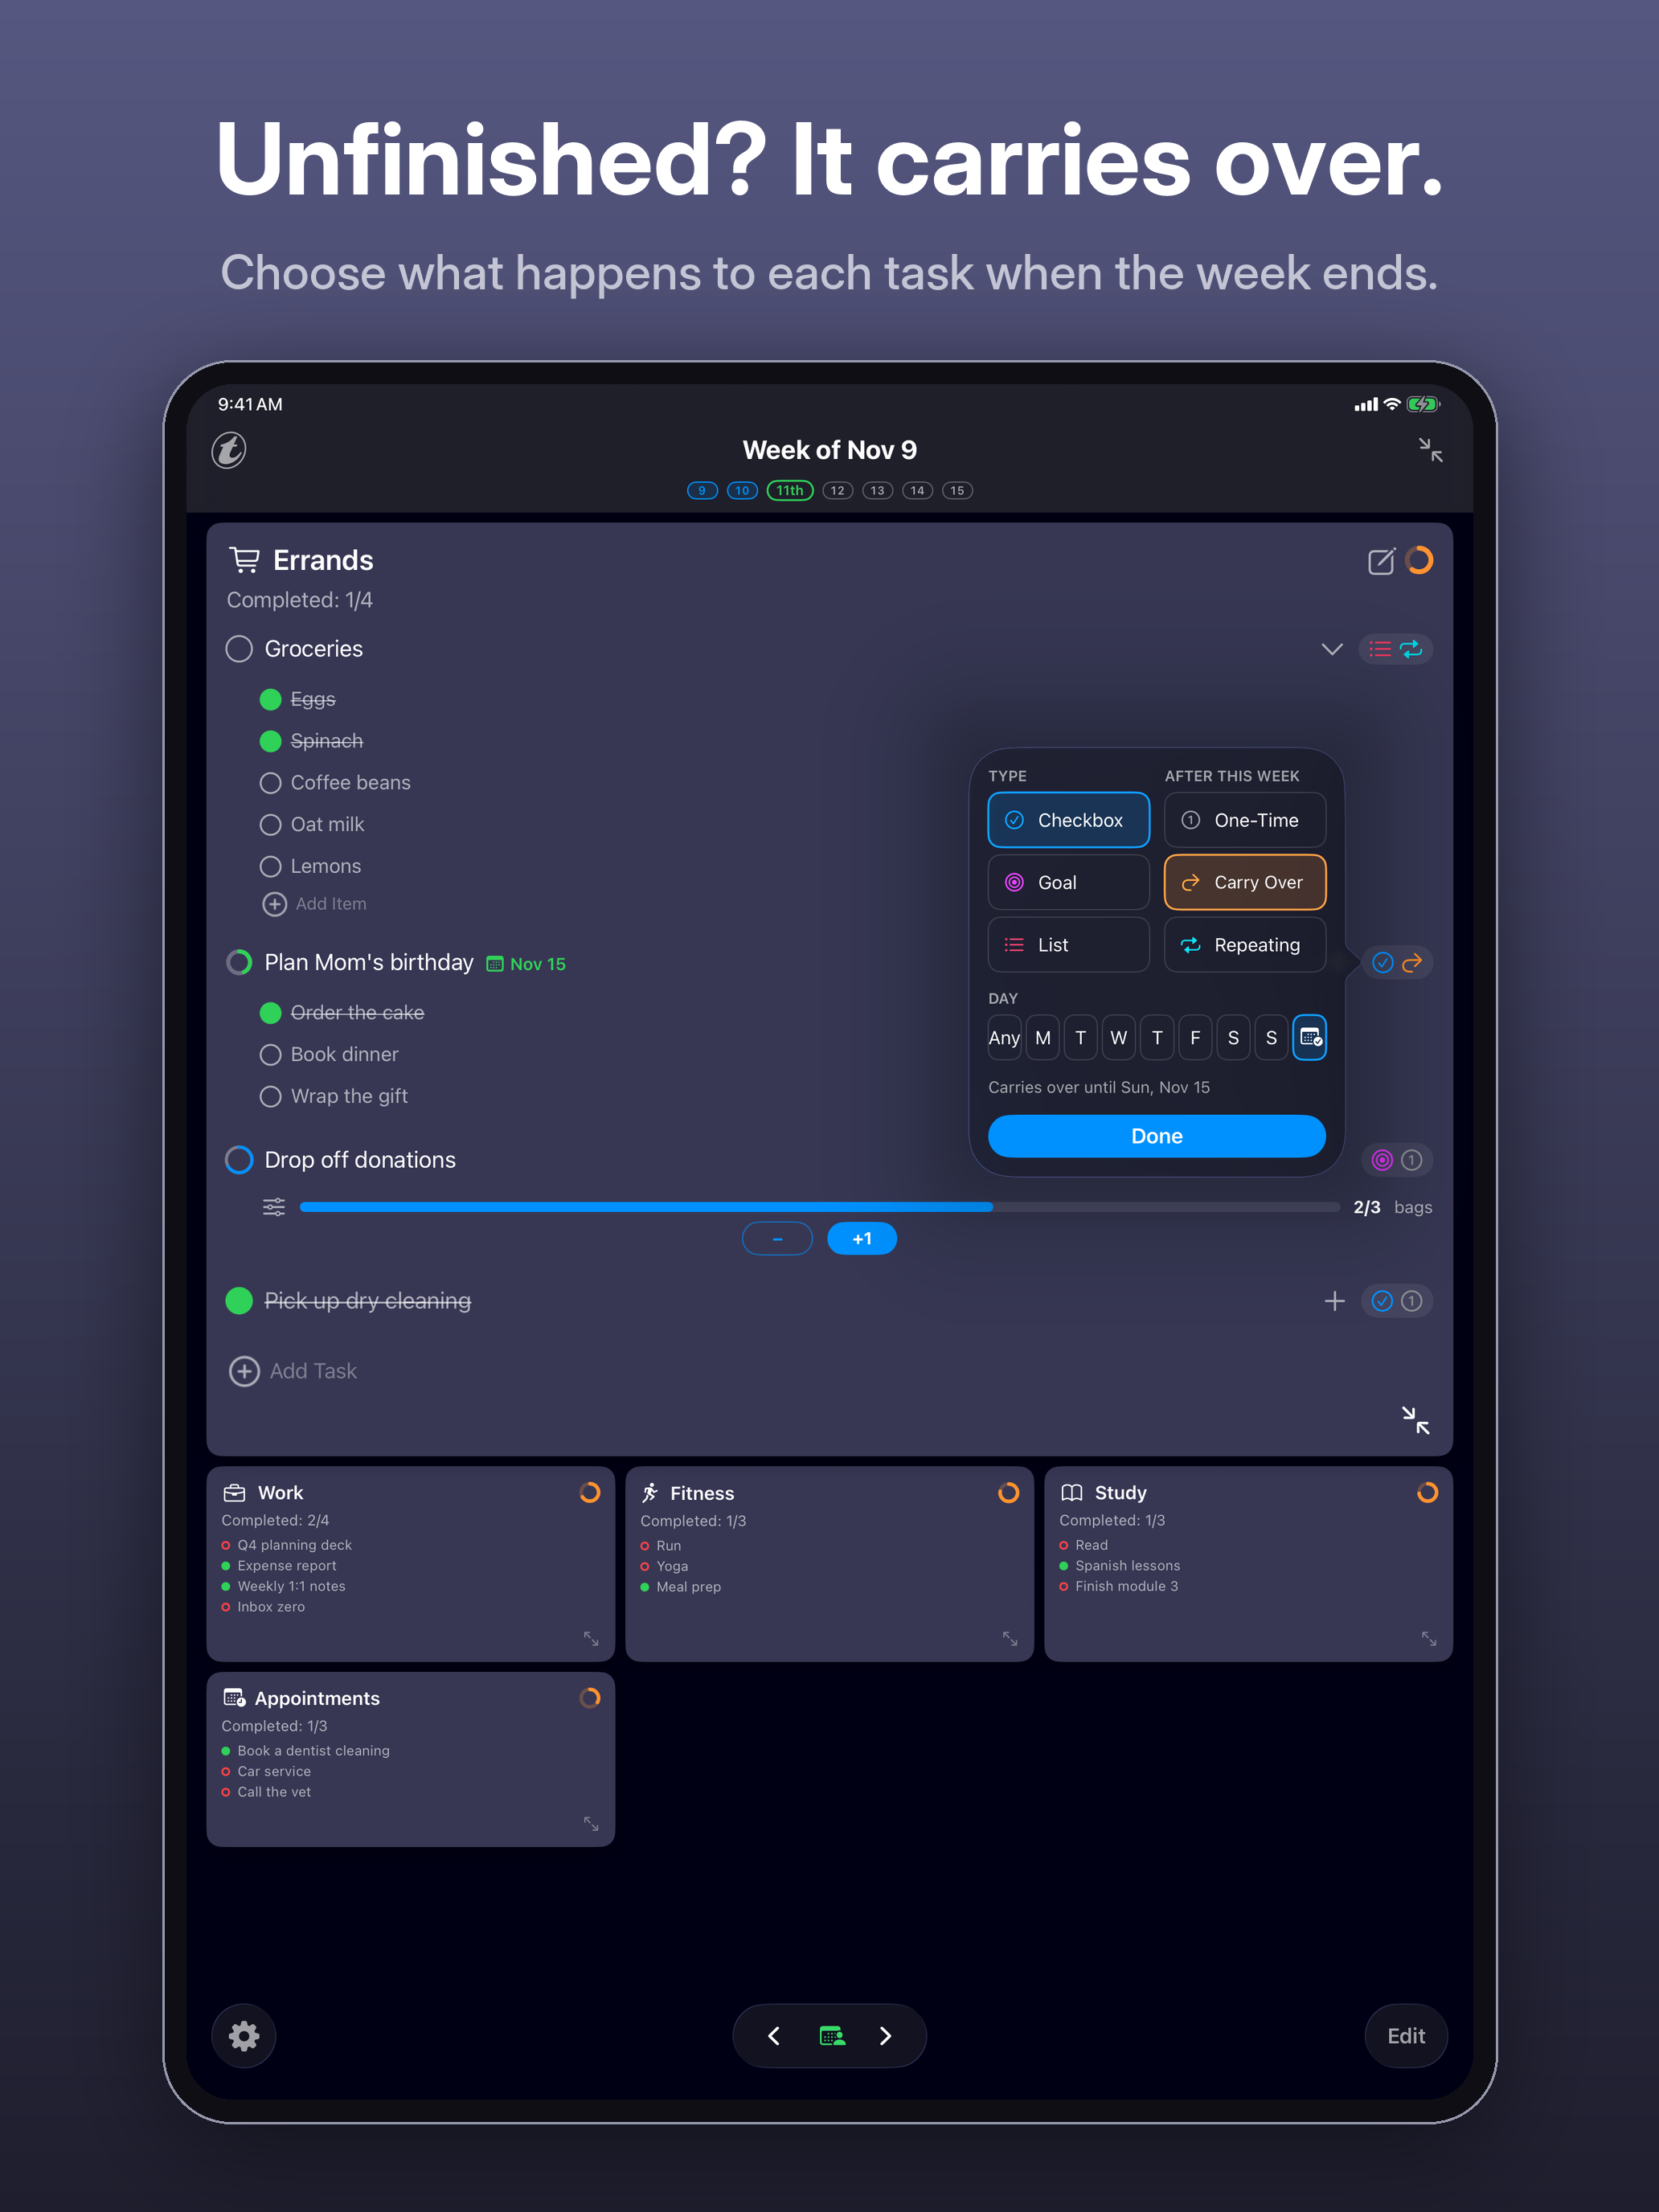 Unfinished? It carries over.
Choose what happens to each task when the week ends.
9:41 AM
t
Week of Nov 9
9 10 11th 12 13 14 15
Errands
Completed: 1/4
Groceries
Eggs
Spinach
Coffee beans
Oat milk
Lemons
Add Item
Plan Mom's birthday Nov 15
Order the cake
Book dinner
Wrap the gift
TYPE AFTER THIS WEEK
Checkbox 1 One-Time
Goal Carry Over
List Repeating
DAY
Any M T W T F S S
Carries over until Sun, Nov 15
Done
Drop off donations 1
2/3 bags
– +1
Pick up dry cleaning 1
Add Task
Work
Completed: 2/4
Q4 planning deck
Expense report
Weekly 1:1 notes
Inbox zero
Fitness
Completed: 1/3
Run
Yoga
Meal prep
Study
Completed: 1/3
Read
Spanish lessons
Finish module 3
Appointments
Completed: 1/3
Book a dentist cleaning
Car service
Call the vet
Edit